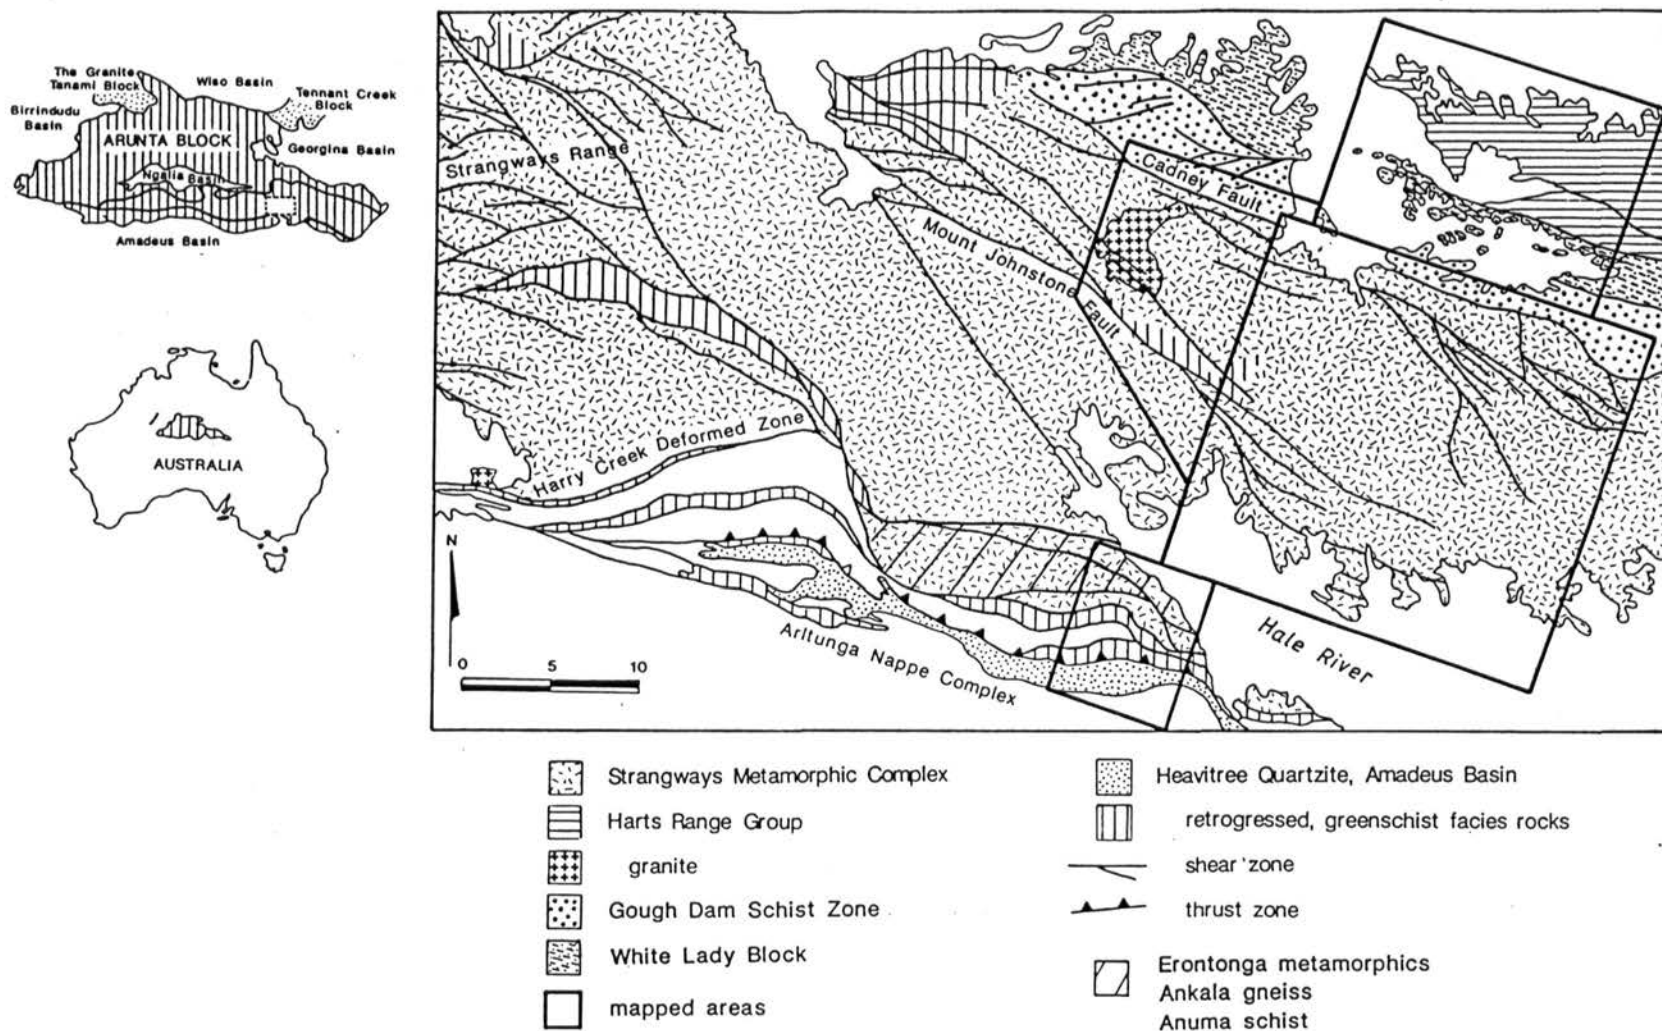 The Granite
Tanami Block
Wiso Basin
Tennant Creek
Block
Birrindudu
Basin
ARUNTA BLOCK
Georgina Basin
Ngalia Basin
Amadeus Basin
AUSTRALIA
Strangways Range
Cadney Fault
Mount Johnstone Fault
Harry Creek Deformed Zone
N
0 5 10
Arltunga Nappe Complex
Hale River
Strangways Metamorphic Complex
Harts Range Group
granite
Gough Dam Schist Zone
White Lady Block
mapped areas
Heavitree Quartzite, Amadeus Basin
retrogressed, greenschist facies rocks
shear zone
thrust zone
Erontonga metamorphics
Ankala gneiss
Anuma schist